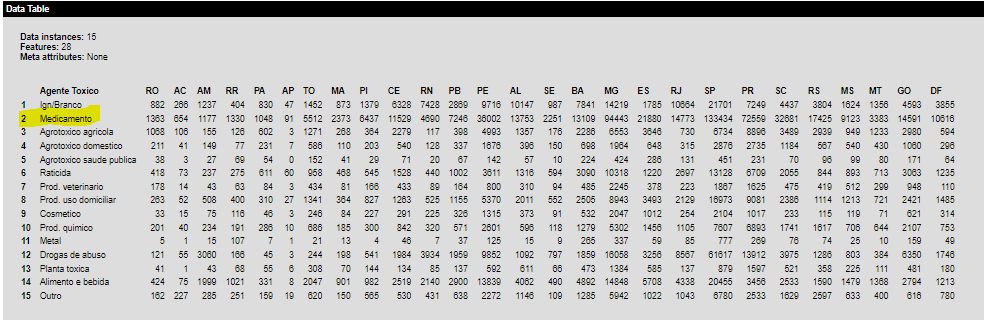 Data Table
Data instances: 15
Features: 28
Meta attributes: None
Agente Toxico RO AC AM RR PA AP TO MA PI CE RN PB PE AL SE BA MG ES RJ SP PR SC RS MS MT GO DF
1 Ign/Branco 882 266 1237 404 830 47 1452 873 1379 6328 7428 2869 9716 10147 987 7841 14219 1785 10664 21701 7249 4437 3804 1624 1356 4593 3855
2 Medicamento 1363 654 1177 1330 1048 91 5512 2373 6437 11529 4690 7246 36002 13753 2251 13109 94443 21880 14773 133434 72559 32681 17425 9123 3383 14591 10616
3 Agrotoxico agricola 1068 106 155 126 602 3 1271 268 364 2279 117 398 4993 1357 176 2286 6553 3646 730 6734 8896 3489 2939 949 1233 2980 594
4 Agrotoxico domestico 211 41 149 77 231 7 586 110 203 540 128 337 1676 396 150 698 1964 648 315 2876 2735 1184 567 540 430 1060 296
5 Agrotoxico saude publica 38 3 27 69 54 0 152 41 29 71 20 67 142 57 10 224 424 286 131 451 231 70 96 99 80 171 64
6 Raticida 418 73 237 275 611 60 958 468 545 1528 440 1002 3611 1316 594 3090 10318 1220 2697 13128 6709 2055 844 893 713 3063 1235
7 Prod. veterinario 178 14 43 63 84 3 434 81 166 433 89 164 800 310 94 485 2245 378 223 1867 1625 475 419 512 299 948 110
8 Prod. uso domiciliar 263 52 508 400 310 27 1341 364 827 1263 525 1155 5370 2011 552 2505 8943 3493 2129 16973 9081 2386 1114 1213 721 2421 1485
9 Cosmetico 33 15 75 116 46 3 246 84 227 291 225 326 1315 373 91 532 2047 1012 254 2104 1017 233 115 119 71 621 314
10 Prod. quimico 201 40 234 191 286 10 686 185 300 842 320 571 2601 596 118 1279 5302 1456 1105 7607 6893 1741 1617 706 644 2107 753
11 Metal 5 1 15 107 7 1 21 13 4 46 7 37 125 15 9 265 337 59 85 777 269 76 74 25 10 159 49
12 Drogas de abuso 121 55 3060 166 45 3 244 198 541 1984 3934 1959 9852 1092 797 1859 16058 3256 8567 61617 13912 3975 1286 803 384 6350 1746
13 Planta toxica 41 1 43 68 55 6 308 70 144 134 85 137 592 611 66 473 1384 585 137 879 1597 521 358 225 111 481 180
14 Alimento e bebida 424 75 1999 1021 331 8 2047 901 982 2519 2140 2900 13839 4062 490 4892 14848 5708 4338 20455 3456 2533 1590 1479 1368 2794 1213
15 Outro 162 227 285 251 159 19 620 150 565 530 431 638 2272 1146 109 1285 5942 1022 1043 6780 2533 1629 2597 633 400 616 780